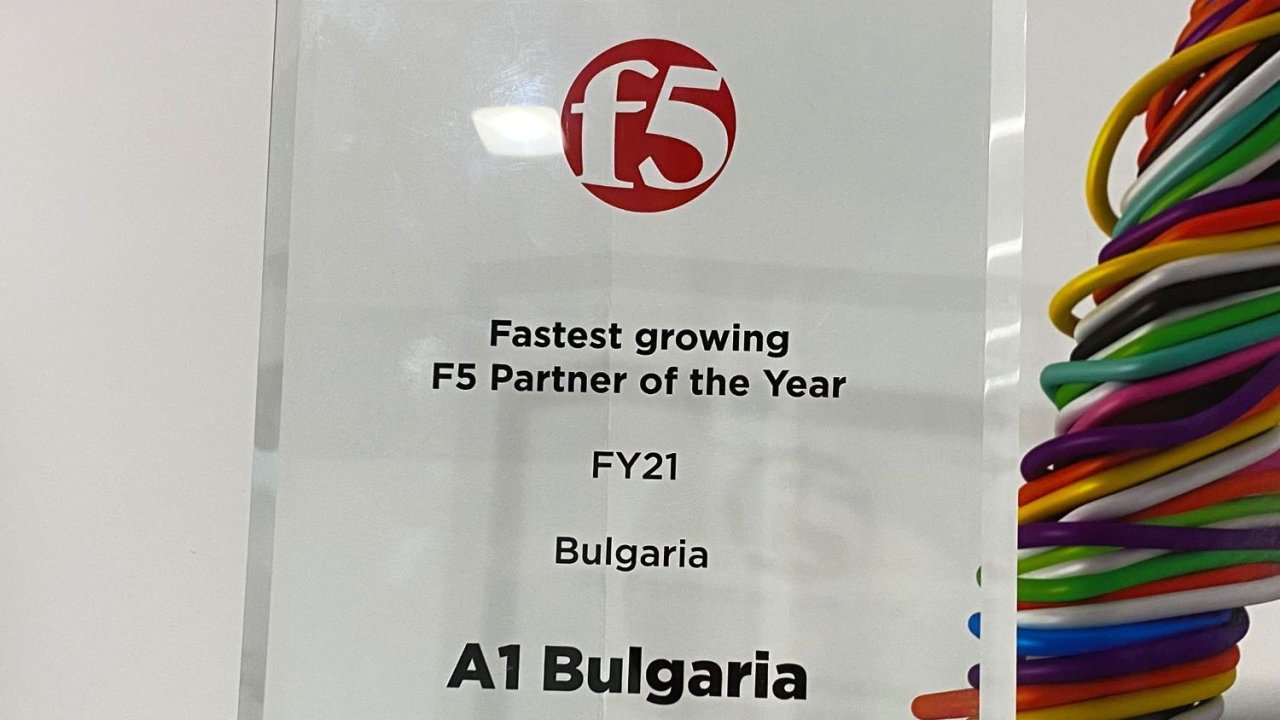 f5
Fastest growing
F5 Partner of the Year
FY21
Bulgaria
A1 Bulgaria